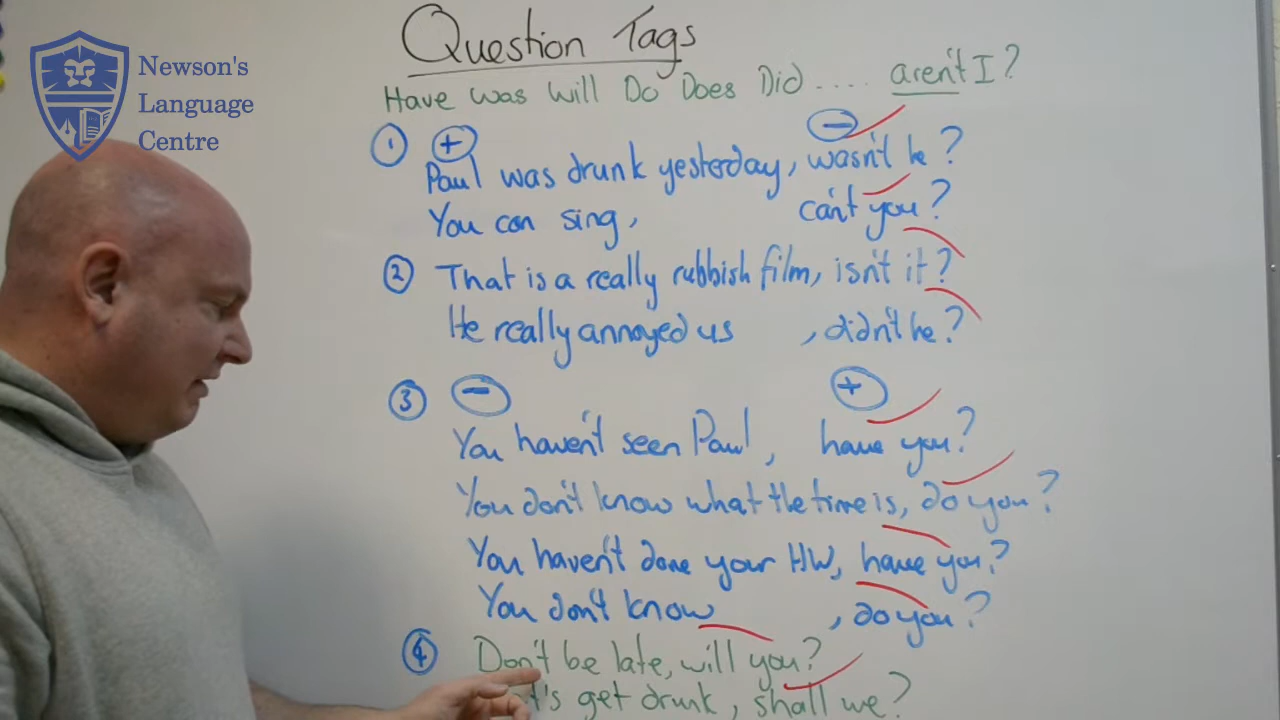 Newson's
Language
Centre
Question Tags
Have Was Will Do Does Did .... aren't I?
1 + −
Paul was drunk yesterday, wasn't he?
You can sing, can't you?
2 That is a really rubbish film, isn't it?
He really annoyed us , didn't he?
3 − +
You haven't seen Paul, have you?
You don't know what the time is, do you?
You haven't done your HW, have you?
You don't know , do you?
4 Don't be late, will you?
get drunk, shall we?